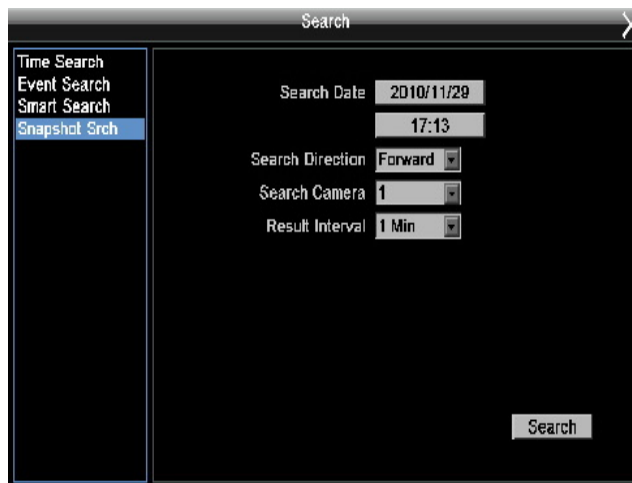 Search
Time Search
Event Search
Smart Search
Snapshot Srch
Search Date 2010/11/29
17:13
Search Direction Forward
Search Camera 1
Result Interval 1 Min
Search